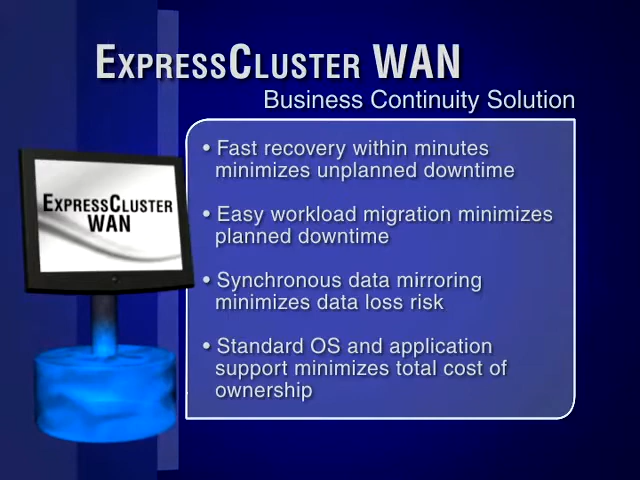 EXPRESSCLUSTER WAN
Business Continuity Solution
EXPRESSCLUSTER
WAN
• Fast recovery within minutes
minimizes unplanned downtime
• Easy workload migration minimizes
planned downtime
• Synchronous data mirroring
minimizes data loss risk
• Standard OS and application
support minimizes total cost of
ownership